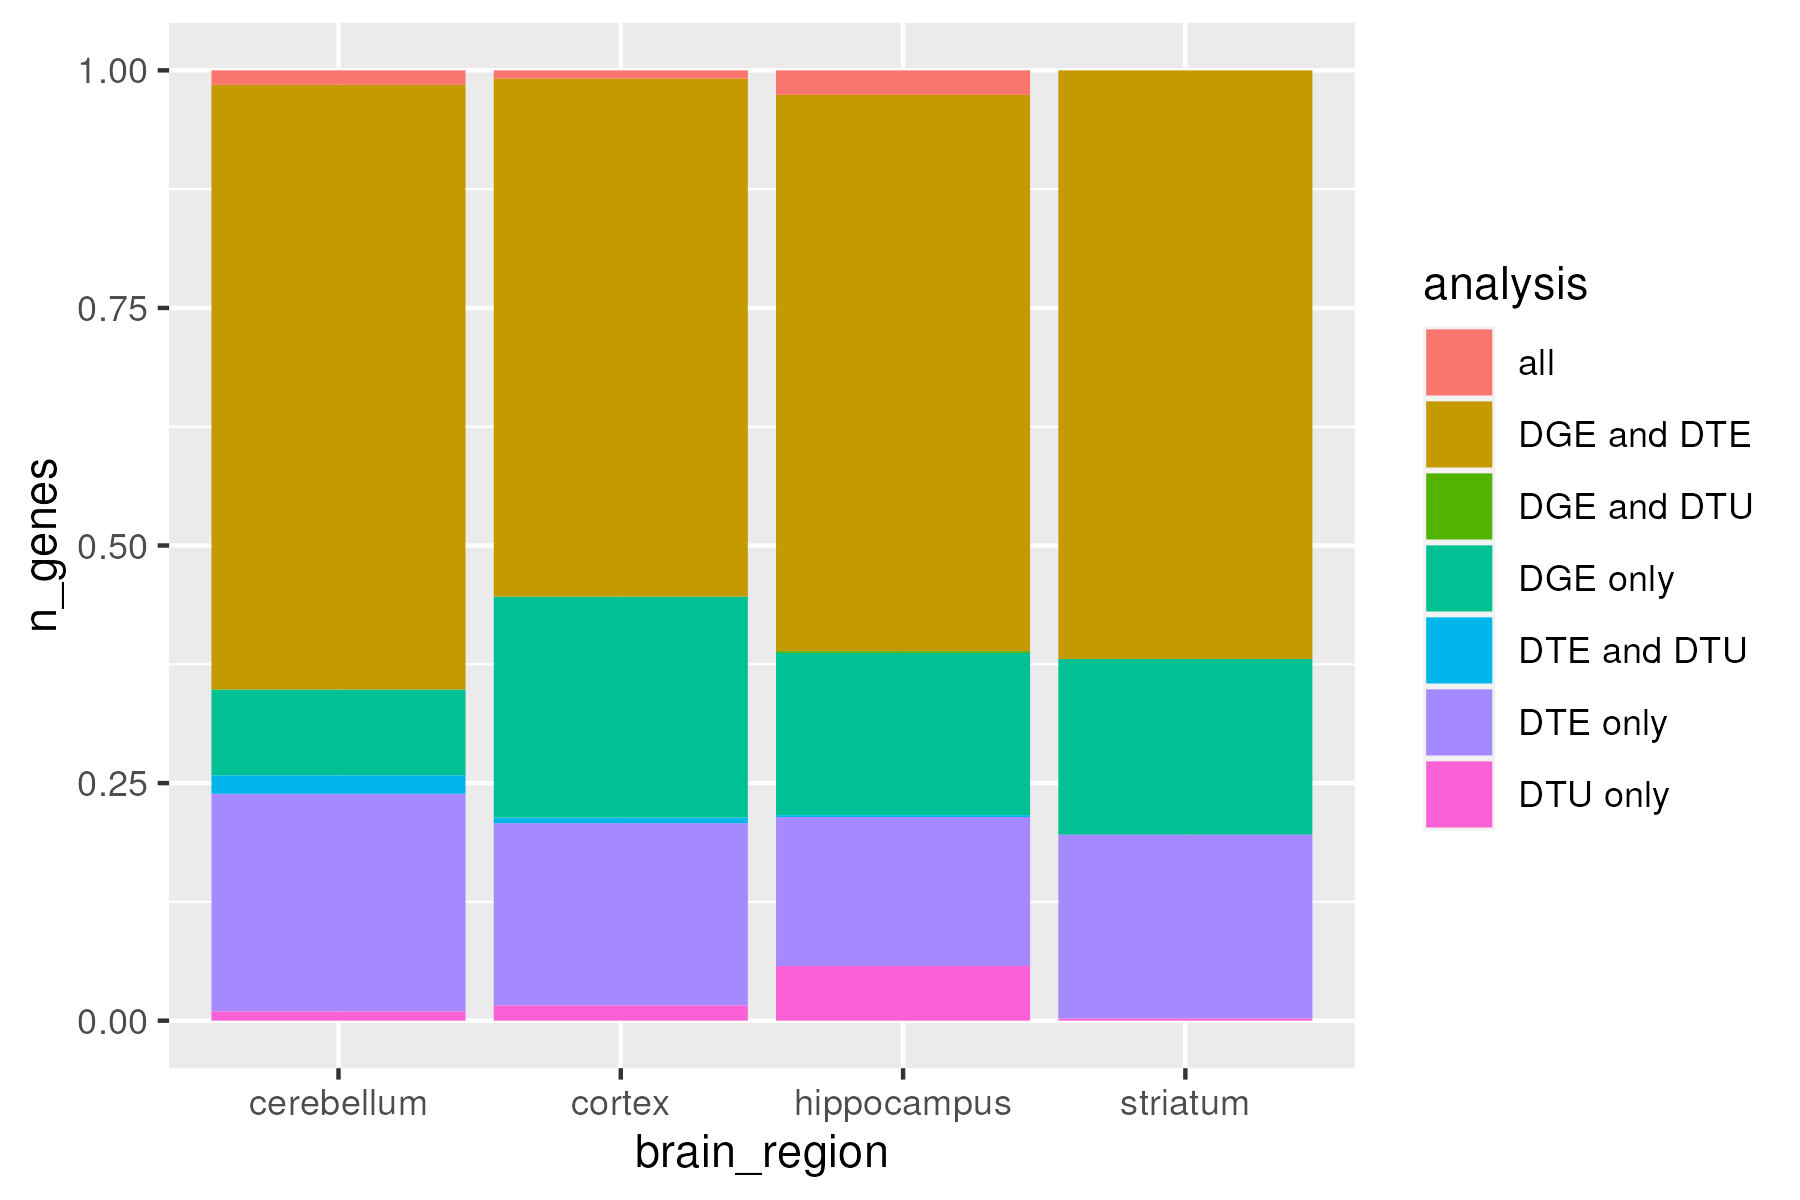 1.00
0.75
0.50
0.25
0.00
n_genes
cerebellum
cortex
hippocampus
striatum
brain_region
analysis
all
DGE and DTE
DGE and DTU
DGE only
DTE and DTU
DTE only
DTU only